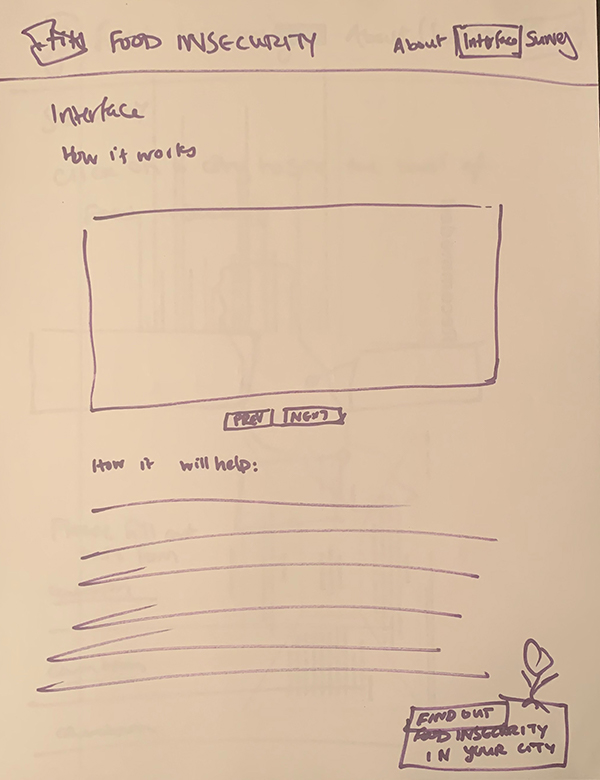 FOOD INSECURITY
About Interface Survey
Interface
How it works
PREV NEXT
How it will help:
FIND OUT
FOOD INSECURITY
IN YOUR CITY